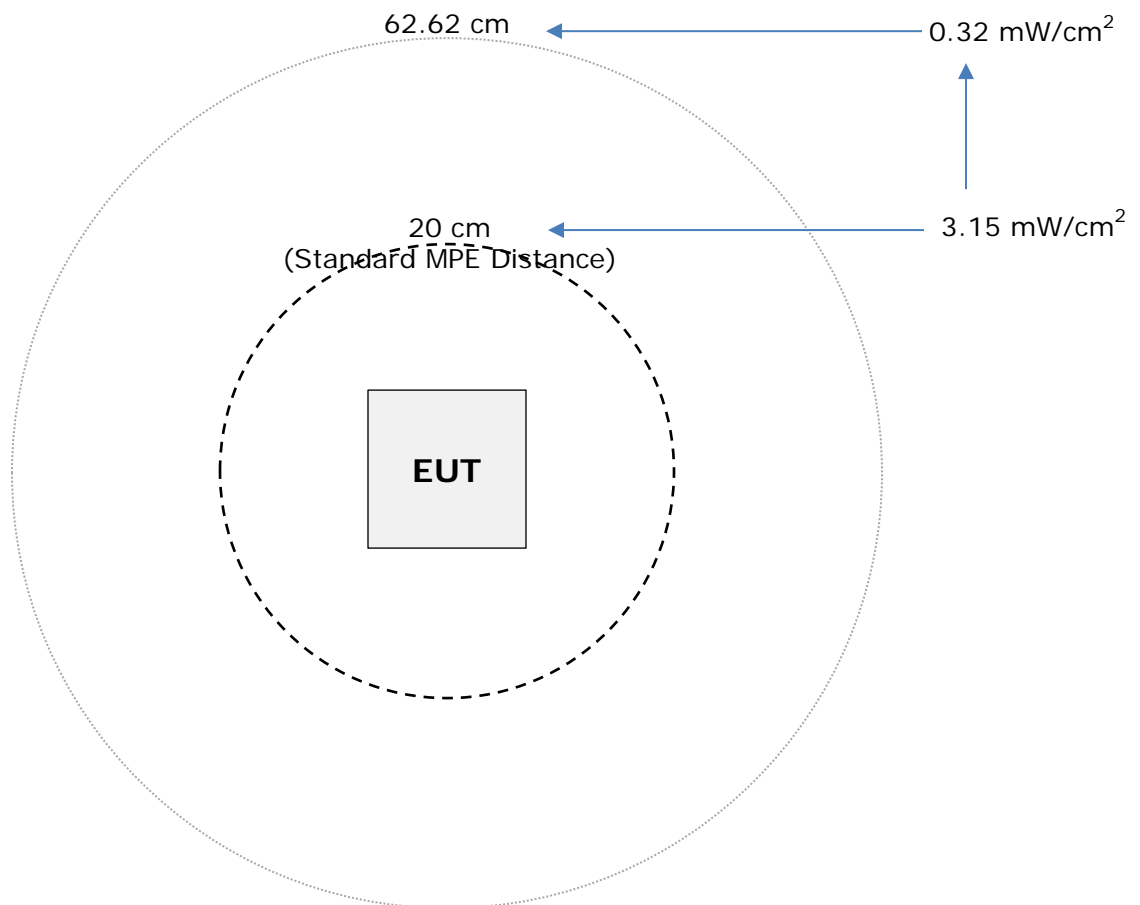 62.62 cm
0.32 mW/cm²
20 cm
3.15 mW/cm²
(Standard MPE Distance)
EUT